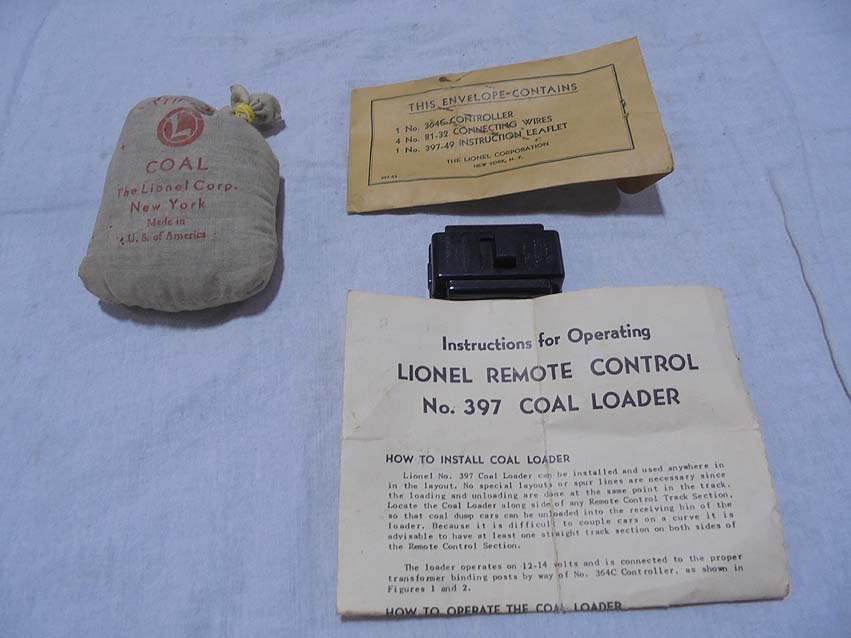 L
COAL
The Lionel Corp.
New York
Made in
U. S. of America
THIS ENVELOPE-CONTAINS
1 No. 364C CONTROLLER
4 No. 81-32 CONNECTING WIRES
1 No. 397-49 INSTRUCTION LEAFLET
THE LIONEL CORPORATION
NEW YORK, N. Y.
Instructions for Operating
LIONEL REMOTE CONTROL
No. 397 COAL LOADER
HOW TO INSTALL COAL LOADER
Lionel No. 397 Coal Loader can be installed and used anywhere in
in the layout. No special layouts or spur lines are necessary since
the loading and unloading are done at the same point in the track.
Locate the Coal Loader along side of any Remote Control Track Section,
so that coal dump cars can be unloaded into the receiving bin of the
loader. Because it is difficult to couple cars on a curve it is
advisable to have at least one straight track section on both sides of
the Remote Control Section.
The loader operates on 12-14 volts and is connected to the proper
transformer binding posts by way of No. 364C Controller, as shown in
Figures 1 and 2.
HOW TO OPERATE THE COAL LOADER